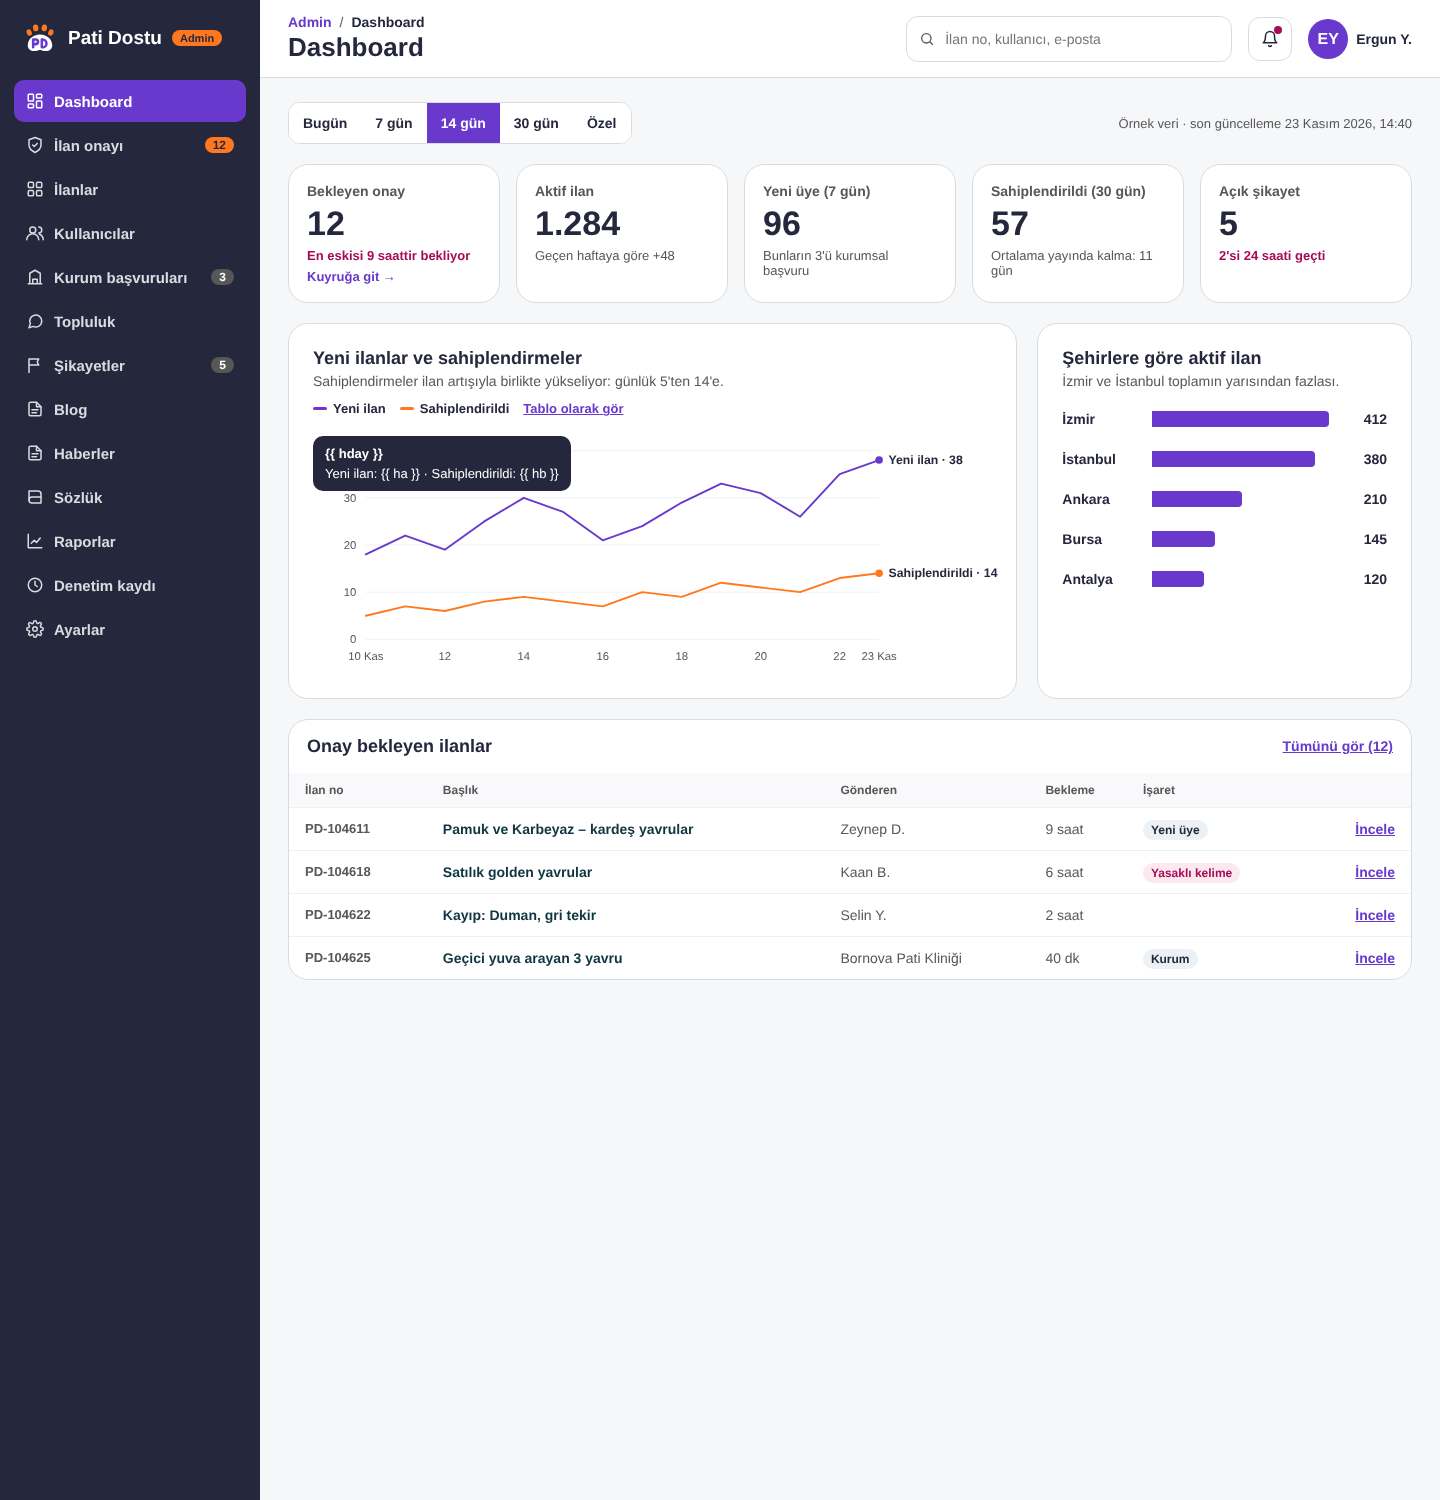 PD
Pati Dostu
Admin
Dashboard
İlan onayı
12
İlanlar
Kullanıcılar
Kurum başvuruları
3
Topluluk
Şikayetler
5
Blog
Haberler
Sözlük
Raporlar
Denetim kaydı
Ayarlar
Admin / Dashboard
Dashboard
İlan no, kullanıcı, e-posta
EY
Ergun Y.
Bugün
7 gün
14 gün
30 gün
Özel
Örnek veri · son güncelleme 23 Kasım 2026, 14:40
Bekleyen onay
12
En eskisi 9 saattir bekliyor
Kuyruğa git →
Aktif ilan
1.284
Geçen haftaya göre +48
Yeni üye (7 gün)
96
Bunların 3'ü kurumsal
başvuru
Sahiplendirildi (30 gün)
57
Ortalama yayında kalma: 11
gün
Açık şikayet
5
2'si 24 saati geçti
Yeni ilanlar ve sahiplendirmeler
Sahiplendirmeler ilan artışıyla birlikte yükseliyor: günlük 5'ten 14'e.
Yeni ilan
Sahiplendirildi
Tablo olarak gör
{{ hday }}
Yeni ilan: {{ ha }} · Sahiplendirildi: {{ hb }}
30
20
10
0
10 Kas
12
14
16
18
20
22
23 Kas
Yeni ilan · 38
Sahiplendirildi · 14
Şehirlere göre aktif ilan
İzmir ve İstanbul toplamın yarısından fazlası.
İzmir 412
İstanbul 380
Ankara 210
Bursa 145
Antalya 120
Onay bekleyen ilanlar
Tümünü gör (12)
İlan no Başlık Gönderen Bekleme İşaret
PD-104611 Pamuk ve Karbeyaz – kardeş yavrular Zeynep D. 9 saat Yeni üye İncele
PD-104618 Satılık golden yavrular Kaan B. 6 saat Yasaklı kelime İncele
PD-104622 Kayıp: Duman, gri tekir Selin Y. 2 saat İncele
PD-104625 Geçici yuva arayan 3 yavru Bornova Pati Kliniği 40 dk Kurum İncele